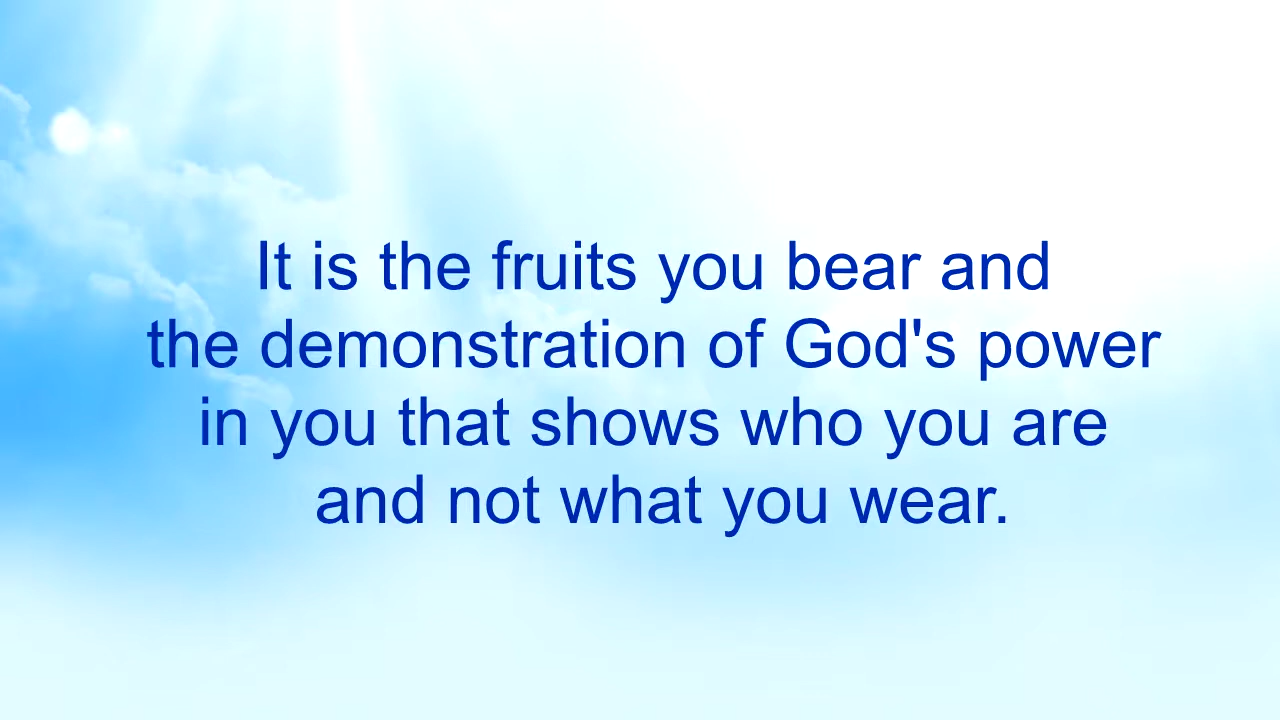 It is the fruits you bear and
the demonstration of God's power
in you that shows who you are
and not what you wear.